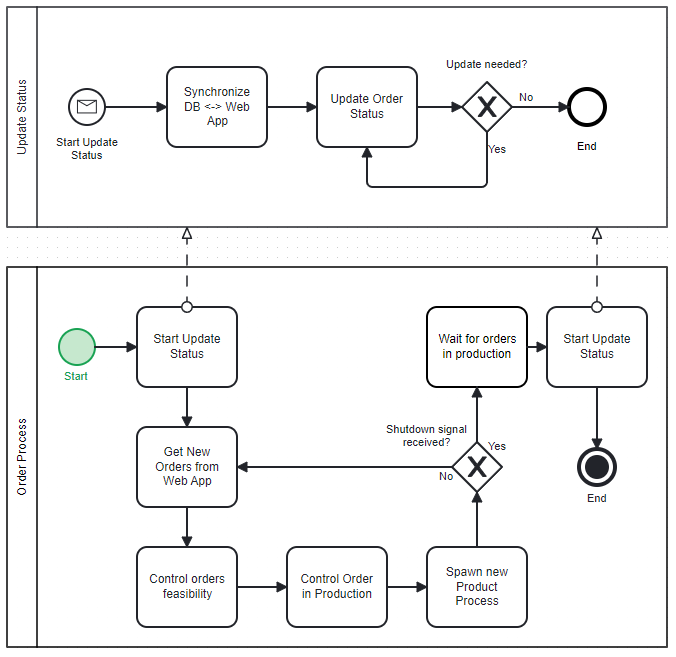 Update Status
Update needed?
Synchronize
DB <-> Web
App
Update Order
Status
No
Start Update
Status
Yes
End
Order Process
Start
Start Update
Status
Wait for orders
in production
Start Update
Status
Get New
Orders from
Web App
Shutdown signal
received?
Yes
No
End
Control orders
feasibility
Control Order
in Production
Spawn new
Product
Process